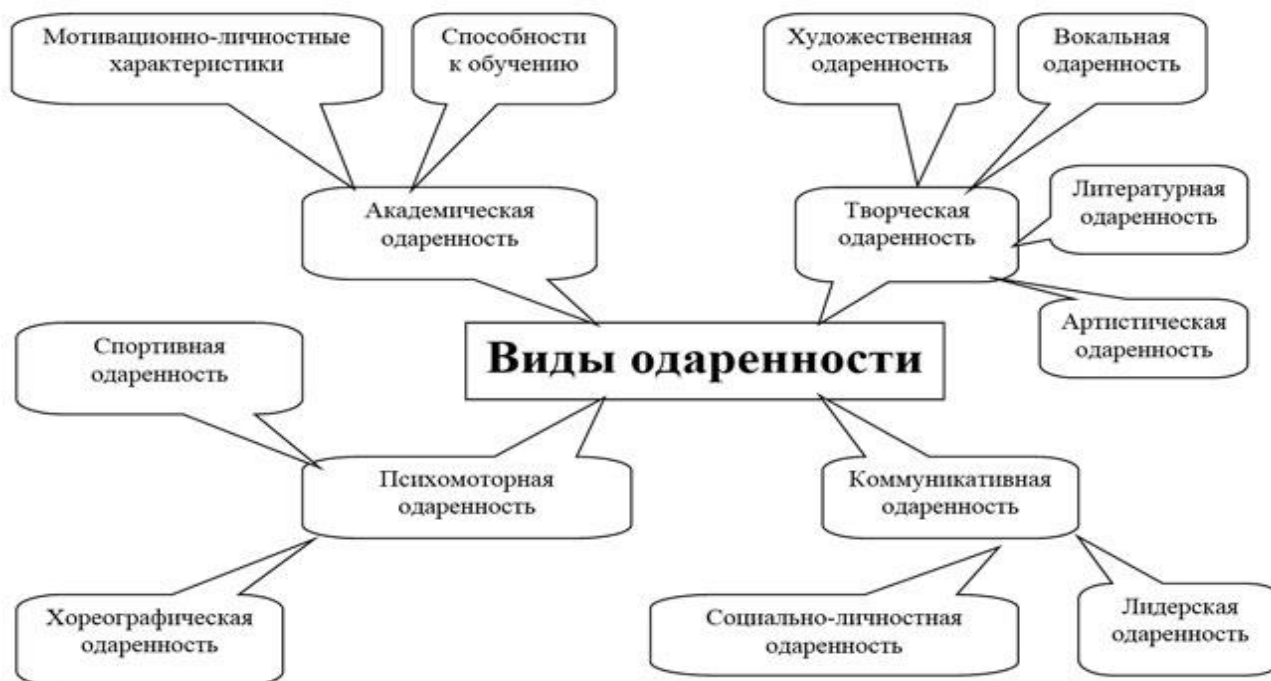 Мотивационно-личностные
характеристики
Способности
к обучению
Художественная
одаренность
Вокальная
одаренность
Академическая
одаренность
Творческая
одаренность
Литературная
одаренность
Артистическая
одаренность
Виды одаренности
Спортивная
одаренность
Психомоторная
одаренность
Коммуникативная
одаренность
Хореографическая
одаренность
Социально-личностная
одаренность
Лидерская
одаренность